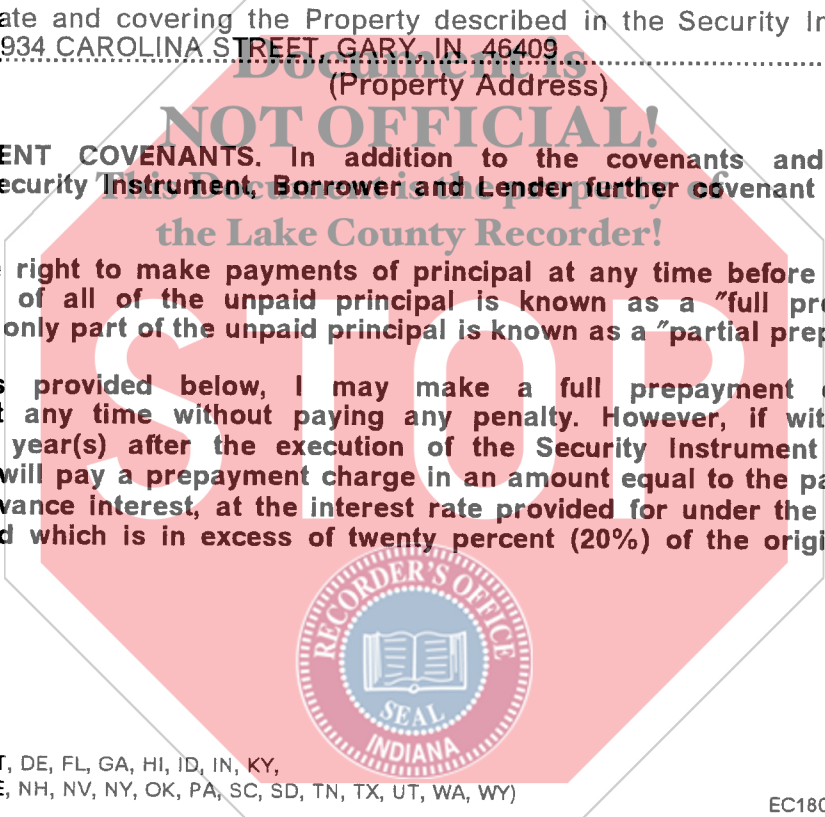 ate and covering the Property described in the Security In
934 CAROLINA STREET, GARY, IN 46409
(Property Address)
Document is
NOT OFFICIAL!
This Document is the property of
the Lake County Recorder!
ENT COVENANTS. In addition to the covenants and
ecurity Instrument, Borrower and Lender further covenant
right to make payments of principal at any time before
of all of the unpaid principal is known as a "full pre
only part of the unpaid principal is known as a "partial prep
s provided below, I may make a full prepayment
t any time without paying any penalty. However, if wit
year(s) after the execution of the Security Instrument
will pay a prepayment charge in an amount equal to the pa
vance interest, at the interest rate provided for under the
d which is in excess of twenty percent (20%) of the origi
STOP
RECORDER'S OFFICE
SEAL
INDIANA
T, DE, FL, GA, HI, ID, IN, KY,
E, NH, NV, NY, OK, PA, SC, SD, TN, TX, UT, WA, WY)
EC180